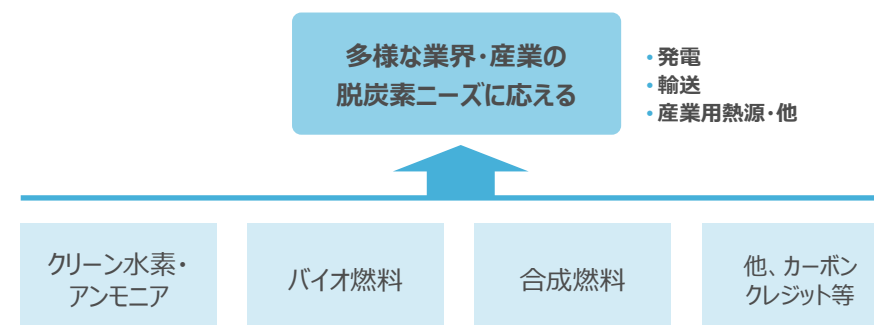 多様な業界・産業の
脱炭素ニーズに応える
・発電
・輸送
・産業用熱源・他
クリーン水素・
アンモニア
バイオ燃料
合成燃料
他、カーボン
クレジット等